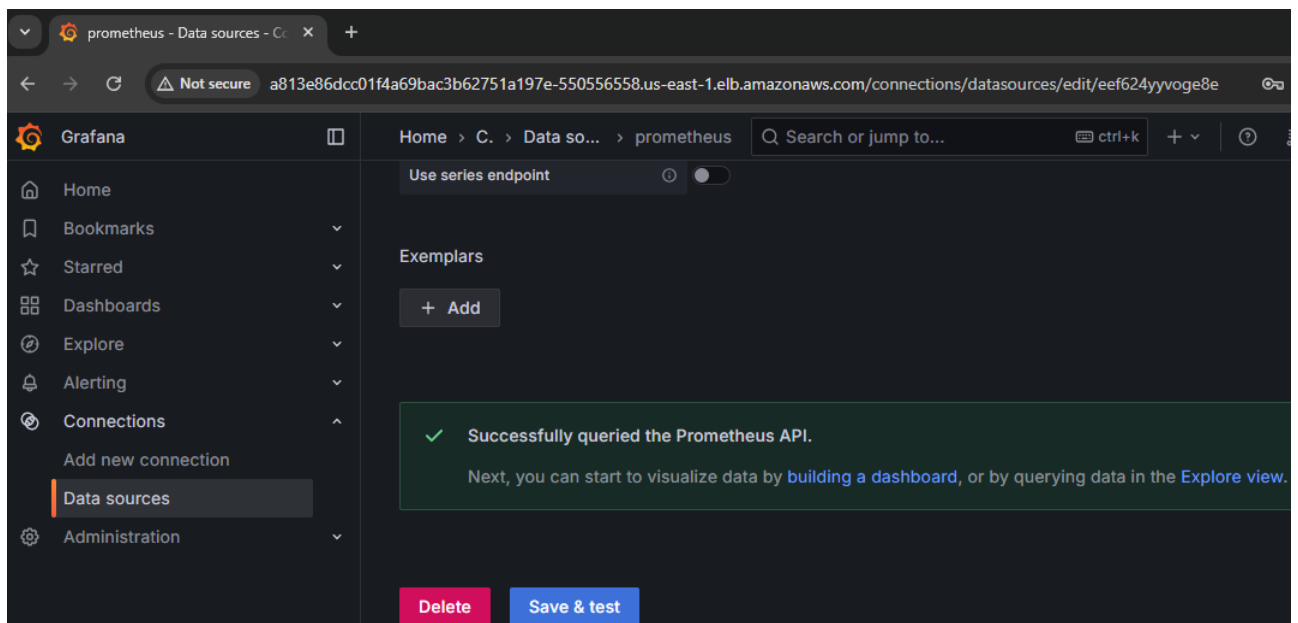 prometheus - Data sources - Co
Not secure a813e86dcc01f4a69bac3b62751a197e-550556558.us-east-1.elb.amazonaws.com/connections/datasources/edit/eef624yyvoge8e
Grafana
Home › C. › Data so... › prometheus
Search or jump to... ctrl+k
Home
Bookmarks
Starred
Dashboards
Explore
Alerting
Connections
Add new connection
Data sources
Administration
Use series endpoint
Exemplars
+ Add
Successfully queried the Prometheus API.
Next, you can start to visualize data by building a dashboard, or by querying data in the Explore view.
Delete Save & test